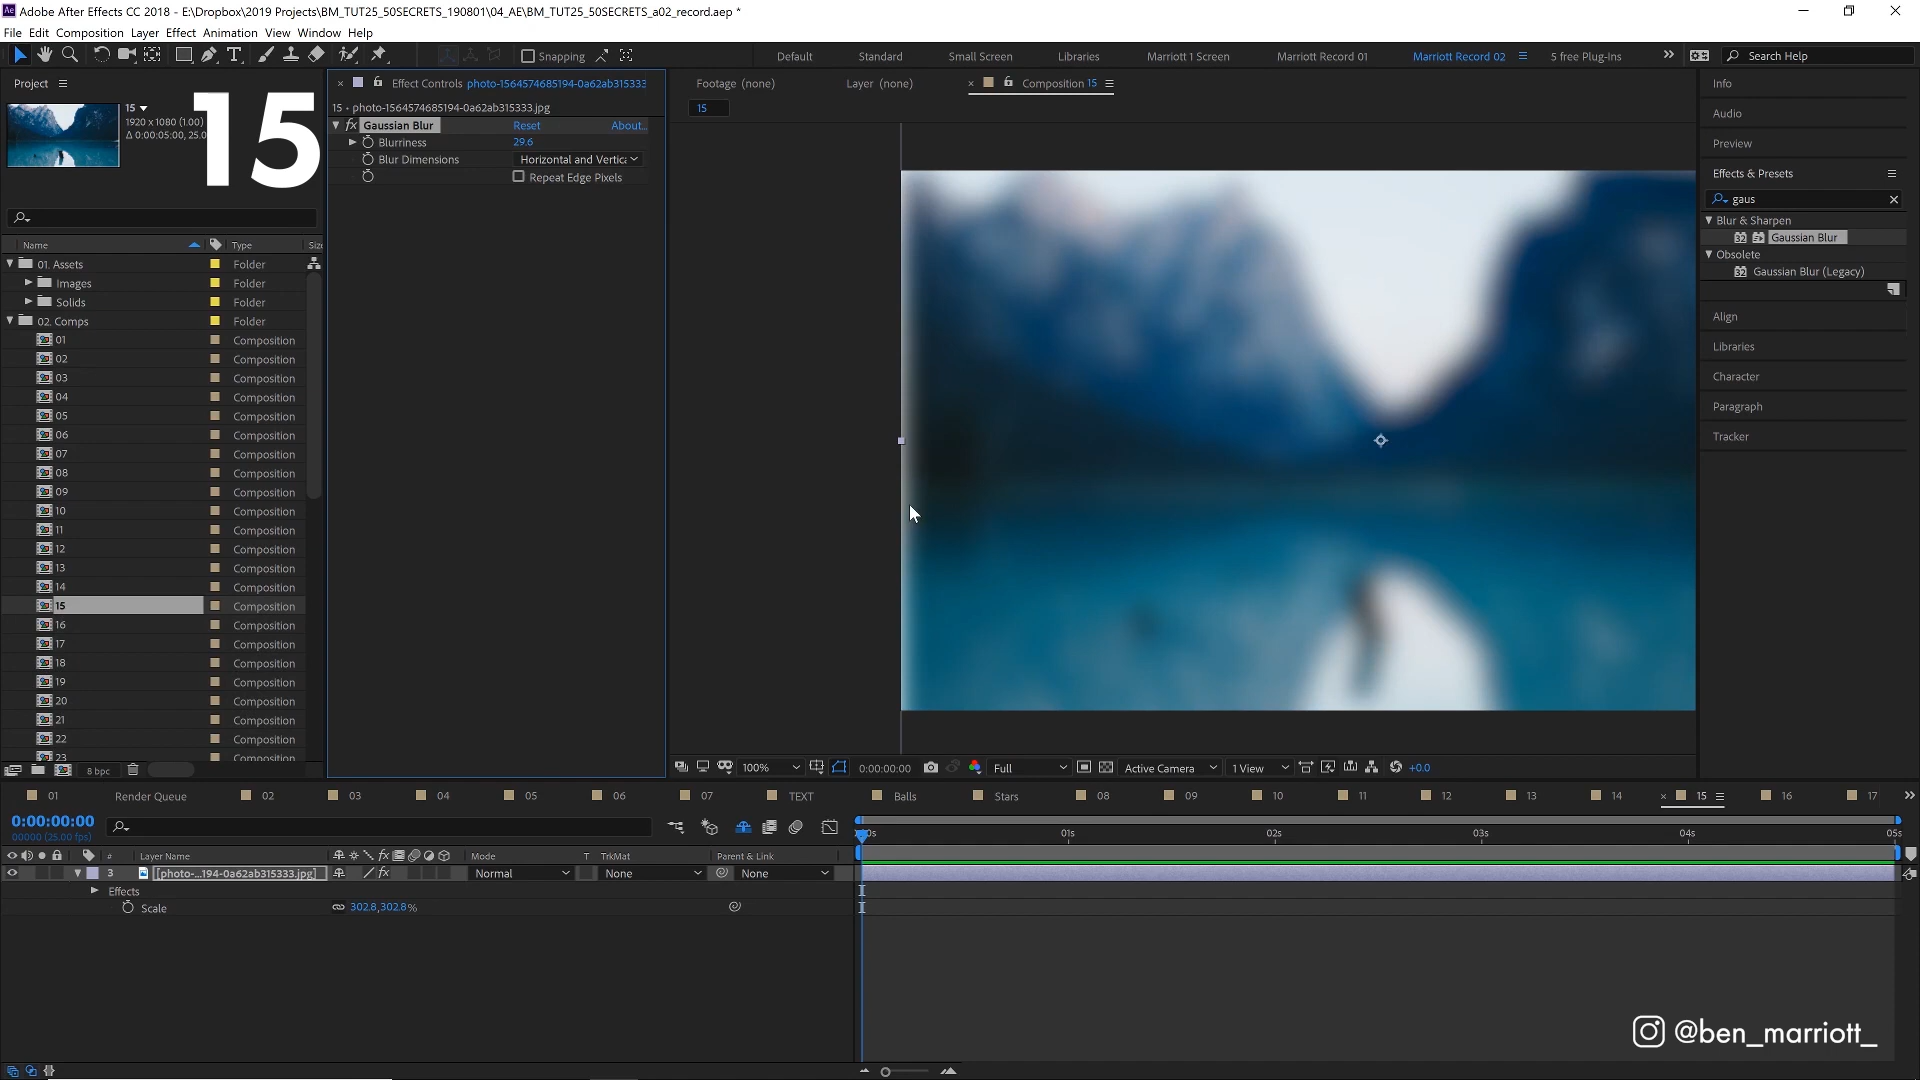 Adobe After Effects CC 2018 - E:\Dropbox\2019 Projects\BM_TUT25_50SECRETS_190801\04_AE\BM_TUT25_50SECRETS_a02_record.aep *
File Edit Composition Layer Effect Animation View Window Help
Snapping
Default Standard Small Screen Libraries Marriott 1 Screen Marriott Record 01 Marriott Record 02 5 free Plug-Ins Search Help
Project
15
1920 x 1080 (1.00)
Δ 0:00:05:00, 25.0
15
Name Type Size
01. Assets Folder
Images Folder
Solids Folder
02. Comps Folder
01 Composition
02 Composition
03 Composition
04 Composition
05 Composition
06 Composition
07 Composition
08 Composition
09 Composition
10 Composition
11 Composition
12 Composition
13 Composition
14 Composition
15 Composition
16 Composition
17 Composition
18 Composition
19 Composition
20 Composition
21 Composition
22 Composition
23 Composition
8 bpc
Effect Controls photo-1564574685194-0a62ab315333
15 • photo-1564574685194-0a62ab315333.jpg
fx Gaussian Blur Reset About..
Blurriness 29.6
Blur Dimensions Horizontal and Vertica
Repeat Edge Pixels
Footage (none) Layer (none) Composition 15
15
100% 0:00:00:00 Full Active Camera 1 View +0.0
Info
Audio
Preview
Effects & Presets
gaus
Blur & Sharpen
32 Gaussian Blur
Obsolete
32 Gaussian Blur (Legacy)
Align
Libraries
Character
Paragraph
Tracker
01 Render Queue 02 03 04 05 06 07 TEXT Balls Stars 08 09 10 11 12 13 14 15 16 17
0:00:00:00
00000 (25.00 fps)
0s 01s 02s 03s 04s 05s
# Layer Name Mode T TrkMat Parent & Link
3 [photo-...194-0a62ab315333.jpg] Normal None None
Effects
Scale 302.8,302.8%
@ben_marriott_